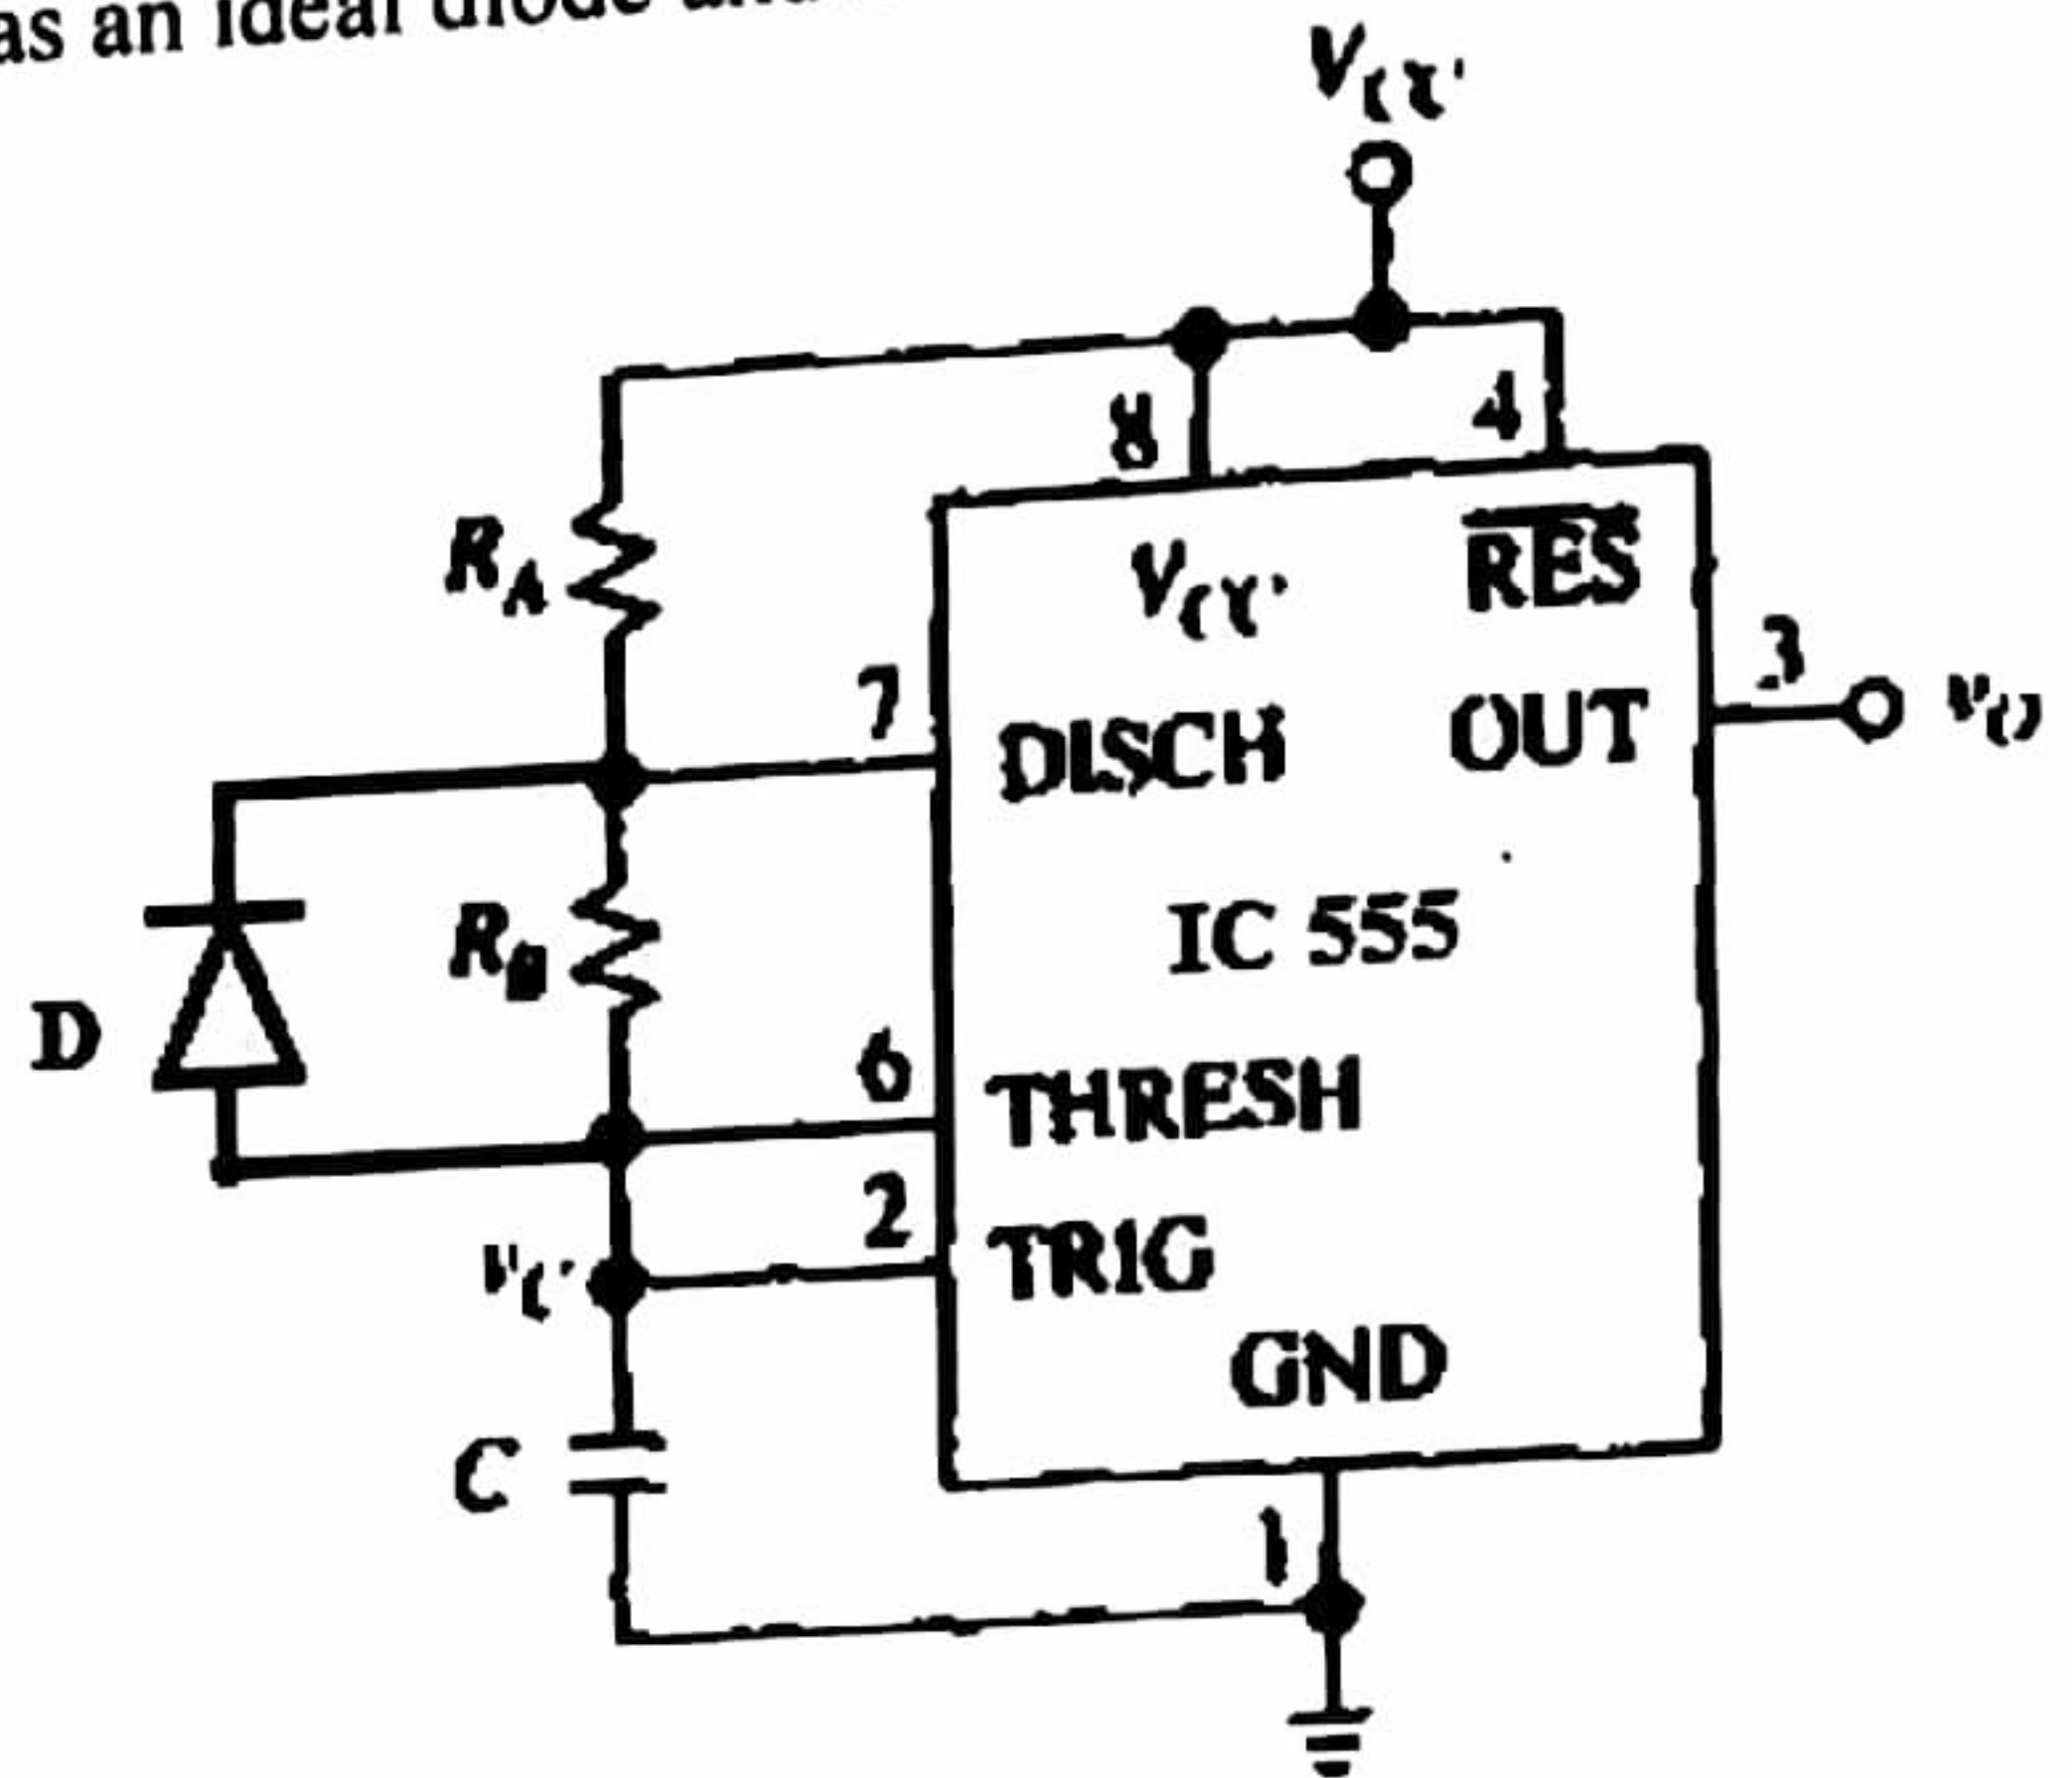 as an ideal diode
V_CC
8
4
R_A
V_CC
RES
3
7
DISCH
OUT
v_O
R_B
IC 555
D
6
THRESH
2
TRIG
v_C
GND
C
1